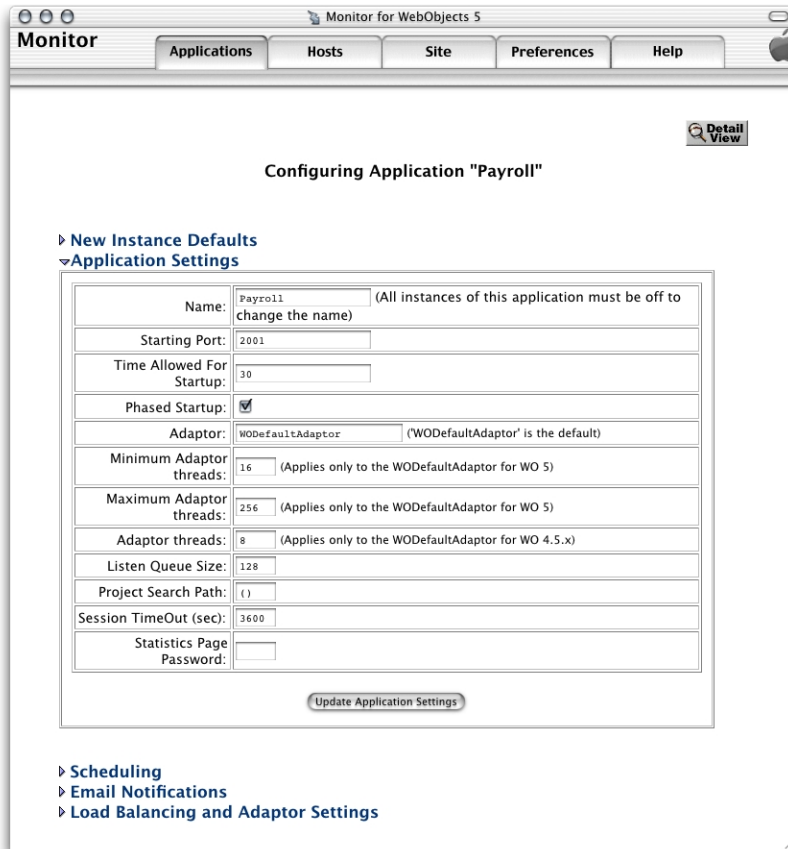 Monitor for WebObjects 5
Monitor
Applications
Hosts
Site
Preferences
Help
Detail
View
Configuring Application "Payroll"
New Instance Defaults
Application Settings
Name: Payroll (All instances of this application must be off to
change the name)
Starting Port: 2001
Time Allowed For
Startup: 30
Phased Startup:
Adaptor: WODefaultAdaptor ('WODefaultAdaptor' is the default)
Minimum Adaptor
threads: 16 (Applies only to the WODefaultAdaptor for WO 5)
Maximum Adaptor
threads: 256 (Applies only to the WODefaultAdaptor for WO 5)
Adaptor threads: 8 (Applies only to the WODefaultAdaptor for WO 4.5.x)
Listen Queue Size: 128
Project Search Path: ()
Session TimeOut (sec): 3600
Statistics Page
Password:
Update Application Settings
Scheduling
Email Notifications
Load Balancing and Adaptor Settings